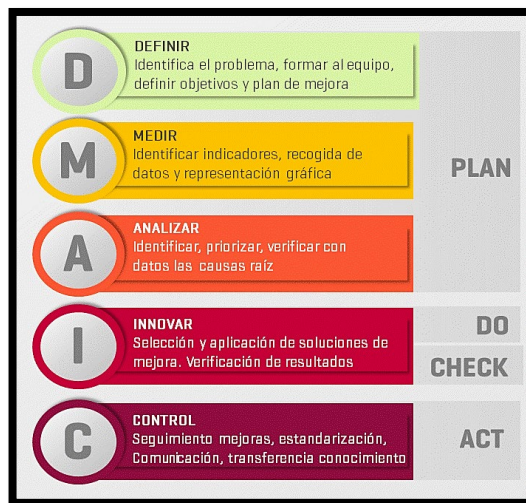 D
DEFINIR
Identifica el problema, formar al equipo,
definir objetivos y plan de mejora
M
MEDIR
Identificar indicadores, recogida de
datos y representación gráfica
A
ANALIZAR
Identificar, priorizar, verificar con
datos las causas raíz
PLAN
I
INNOVAR
Selección y aplicación de soluciones de
mejora. Verificación de resultados
DO
CHECK
C
CONTROL
Seguimiento mejoras, estandarización,
Comunicación, transferencia conocimiento
ACT